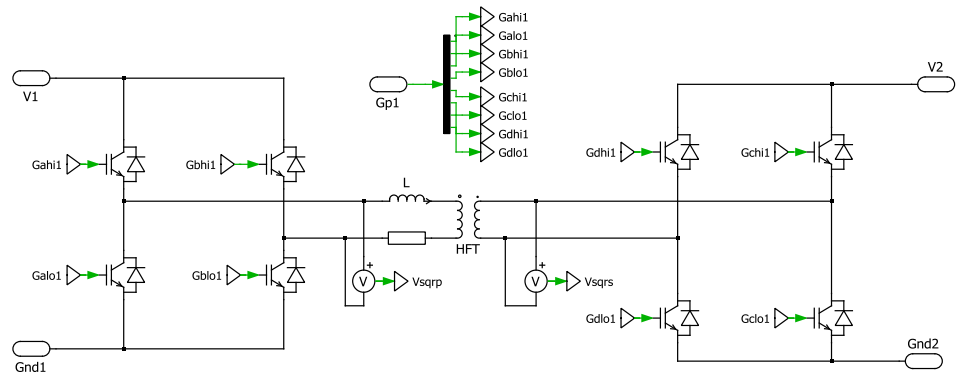 Gahi1
Galo1
Gbhi1
Gblo1
Gchi1
Gclo1
Gdhi1
Gdlo1
Gp1
V1
V2
Gahi1
Gbhi1
Gdhi1
Gchi1
L
HFT
Galo1
Gblo1
+
V
Vsqrp
+
V
Vsqrs
Gdlo1
Gclo1
Gnd1
Gnd2